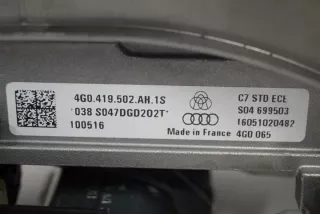 4G0.419.502.AH.1S
*038 S047DGD202T*
100516
C7 STD ECE
S04 699503
16051020482
Made in France 4G0 065